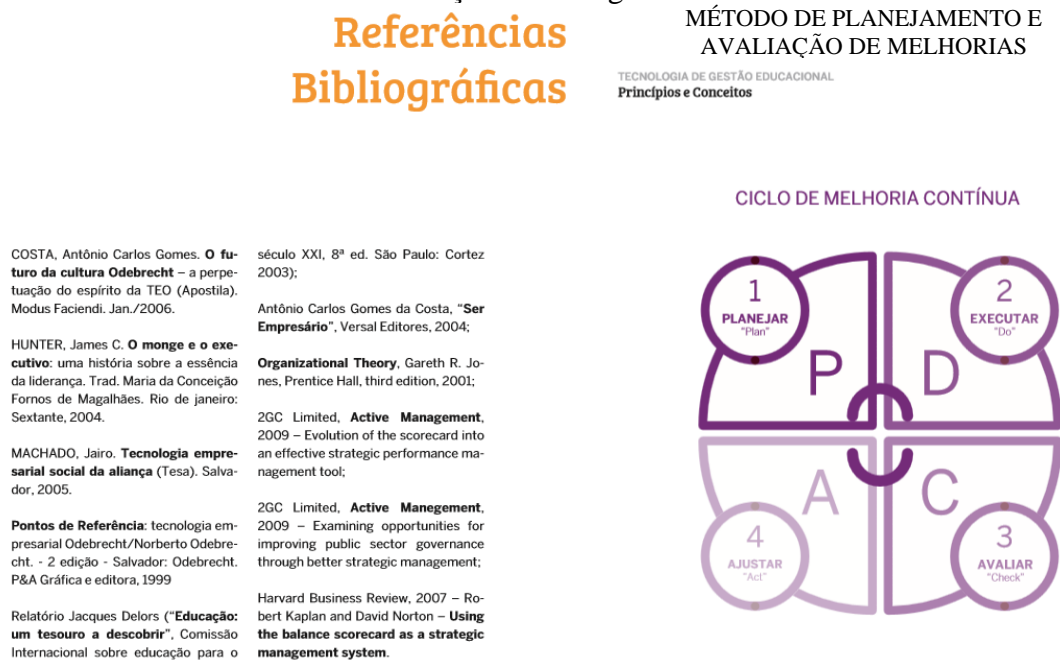 Referências
Bibliográficas
COSTA, Antônio Carlos Gomes. O fu-
turo da cultura Odebrecht – a perpe-
tuação do espírito da TEO (Apostila).
Modus Faciendi. Jan./2006.
HUNTER, James C. O monge e o exe-
cutivo: uma história sobre a essência
da liderança. Trad. Maria da Conceição
Fornos de Magalhães. Rio de janeiro:
Sextante, 2004.
MACHADO, Jairo. Tecnologia empre-
sarial social da aliança (Tesa). Salva-
dor, 2005.
Pontos de Referência: tecnologia em-
presarial Odebrecht/Norberto Odebre-
cht. - 2 edição - Salvador: Odebrecht.
P&A Gráfica e editora, 1999
Relatório Jacques Delors ("Educação:
um tesouro a descobrir", Comissão
Internacional sobre educação para o
século XXI, 8ª ed. São Paulo: Cortez
2003);
Antônio Carlos Gomes da Costa, "Ser
Empresário", Versal Editores, 2004;
Organizational Theory, Gareth R. Jo-
nes, Prentice Hall, third edition, 2001;
2GC Limited, Active Management,
2009 – Evolution of the scorecard into
an effective strategic performance ma-
nagement tool;
2GC Limited, Active Manegement,
2009 – Examining opportunities for
improving public sector governance
through better strategic management;
Harvard Business Review, 2007 – Ro-
bert Kaplan and David Norton – Using
the balance scorecard as a strategic
management system.
MÉTODO DE PLANEJAMENTO E
AVALIAÇÃO DE MELHORIAS
TECNOLOGIA DE GESTÃO EDUCACIONAL
Princípios e Conceitos
CICLO DE MELHORIA CONTÍNUA
1
PLANEJAR
"Plan"
P
2
EXECUTAR
"Do"
D
A
4
AJUSTAR
"Act"
C
3
AVALIAR
"Check"